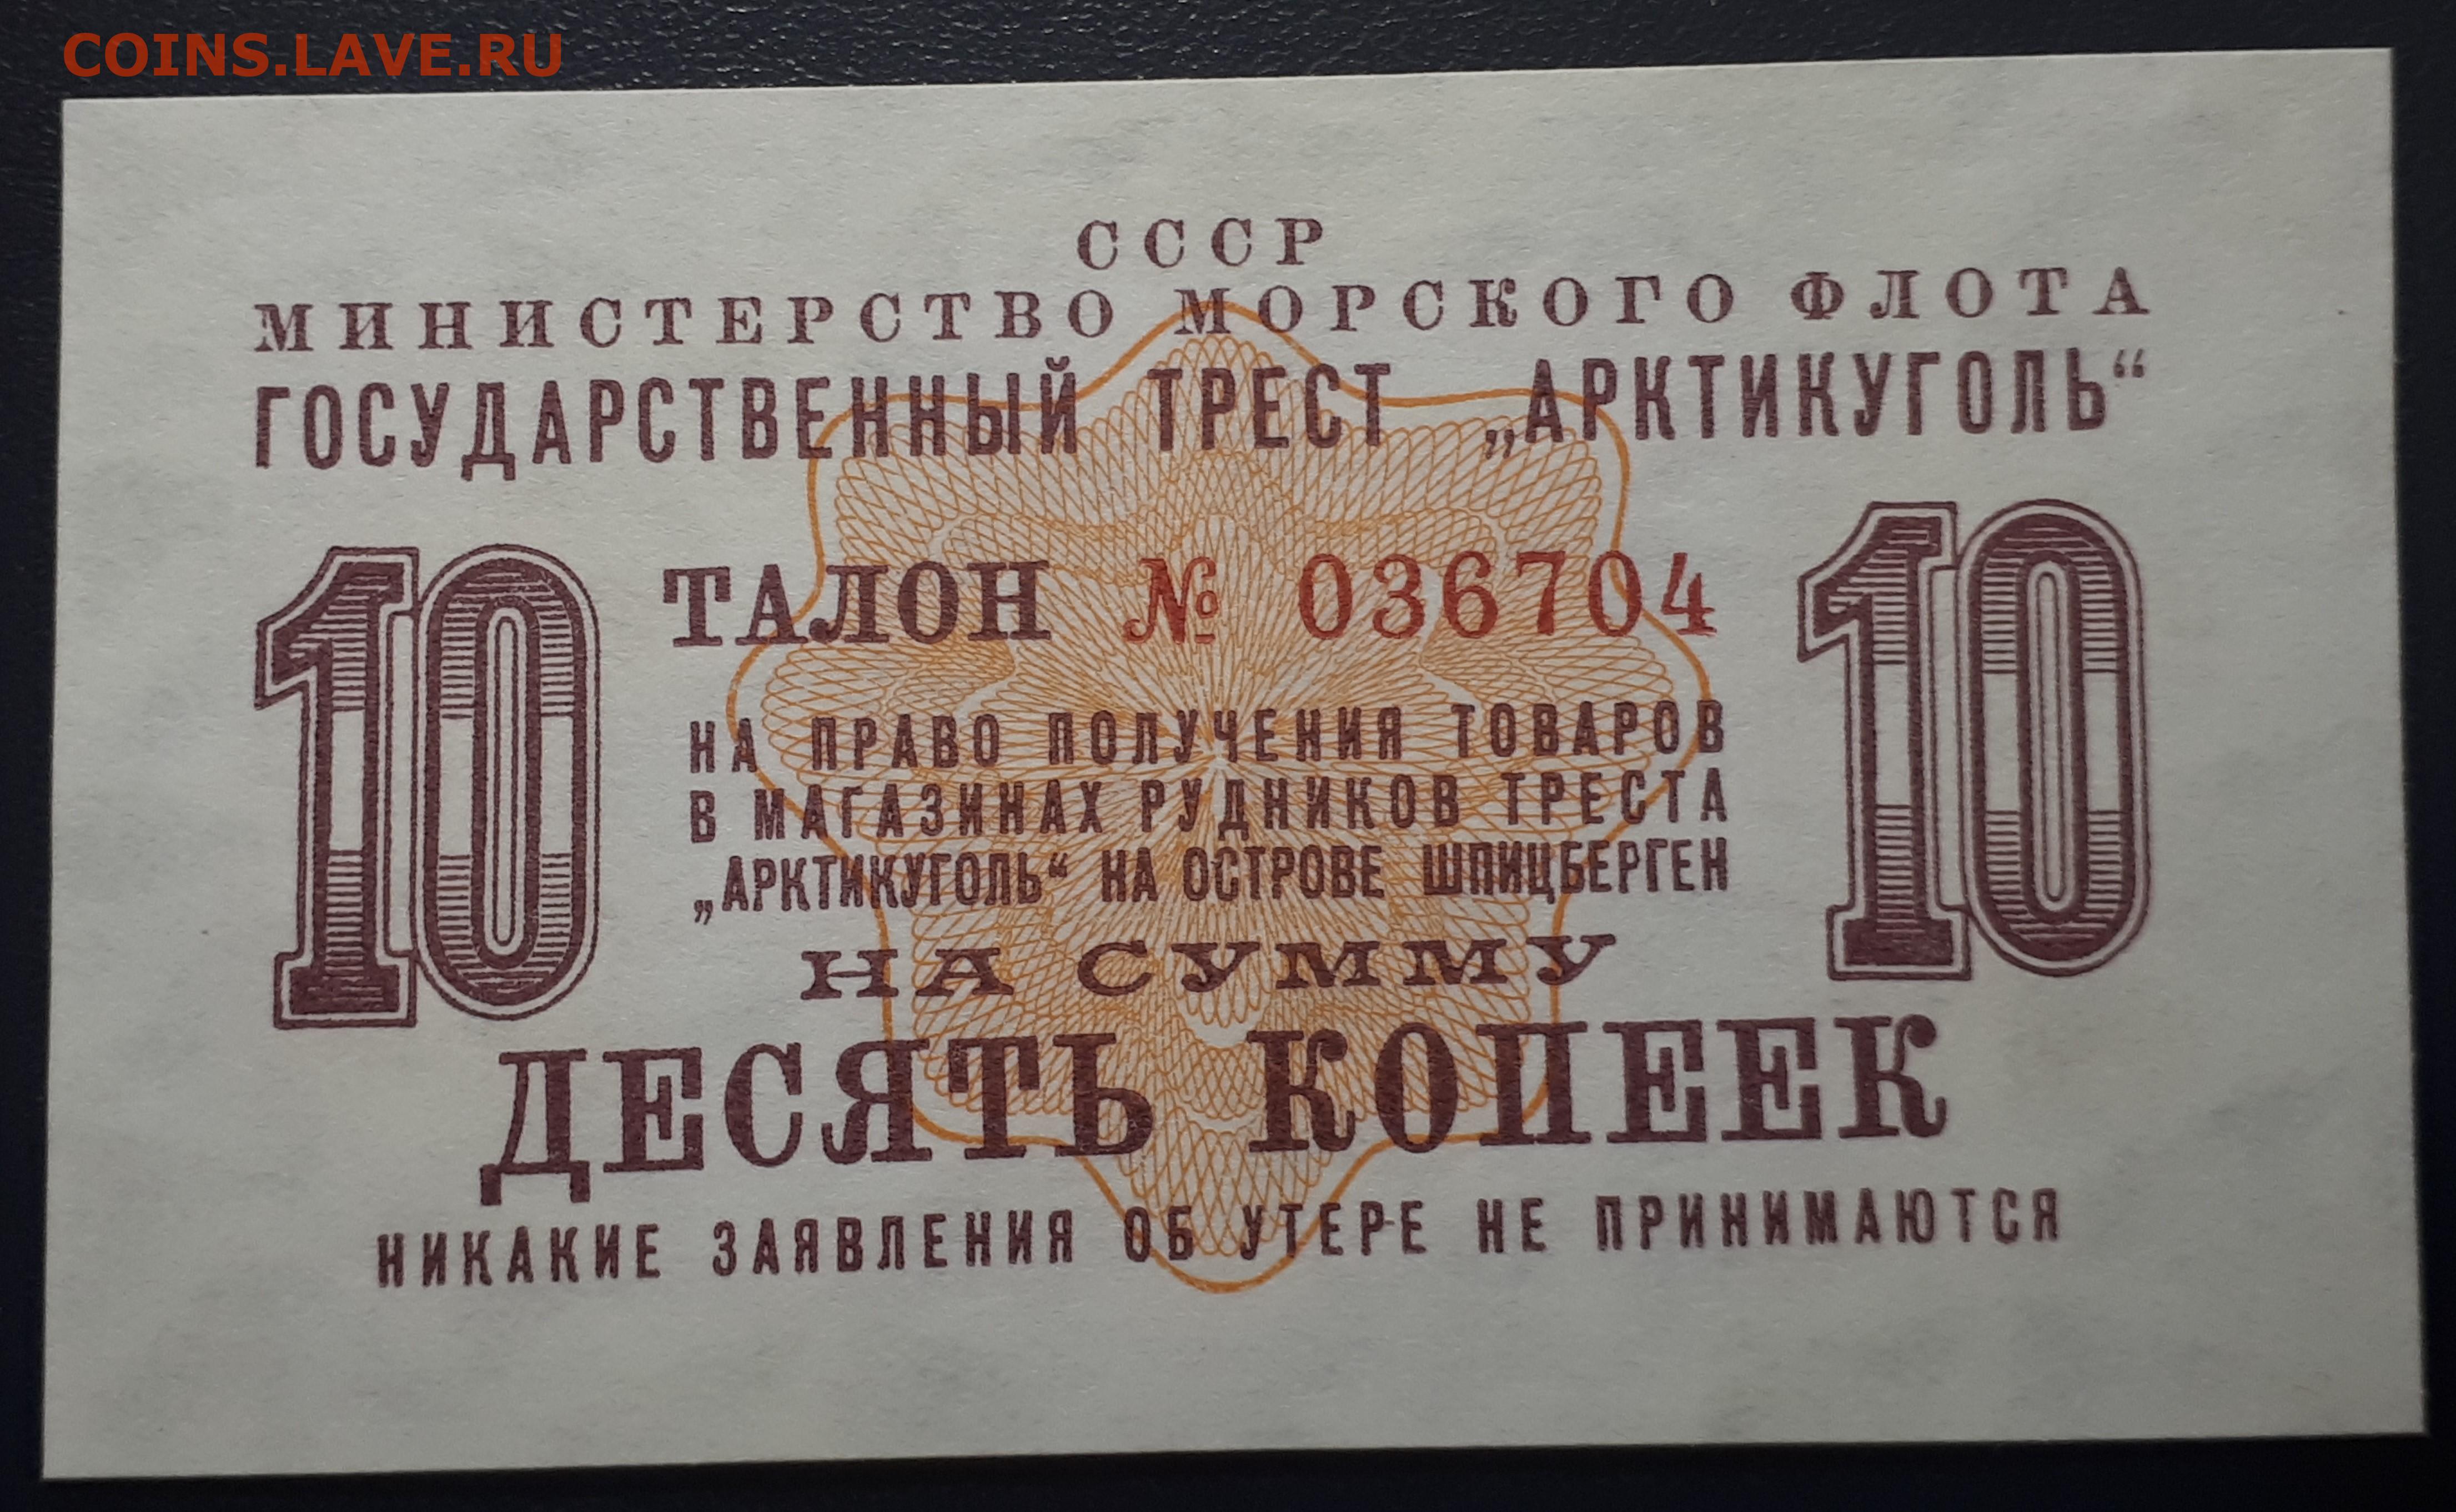 COINS.LAVE.RU
СССР
МИНИСТЕРСТВО МОРСКОГО ФЛОТА
ГОСУДАРСТВЕННЫЙ ТРЕСТ „АРКТИКУГОЛЬ“
10 ТАЛОН № 036704 10
НА ПРАВО ПОЛУЧЕНИЯ ТОВАРОВ
В МАГАЗИНАХ РУДНИКОВ ТРЕСТА
„АРКТИКУГОЛЬ“ НА ОСТРОВЕ ШПИЦБЕРГЕН
НА СУММУ
ДЕСЯТЬ КОПЕЕК
НИКАКИЕ ЗАЯВЛЕНИЯ ОБ УТЕРЕ НЕ ПРИНИМАЮТСЯ